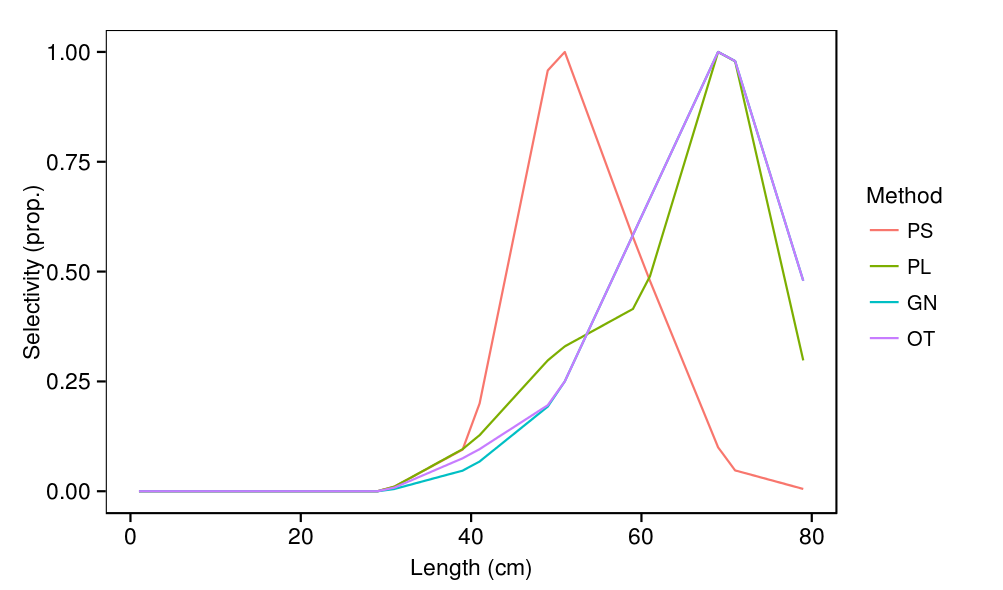 1.00
0.75
0.50
0.25
0.00
Selectivity (prop.)
0 20 40 60 80
Length (cm)
Method
PS
PL
GN
OT